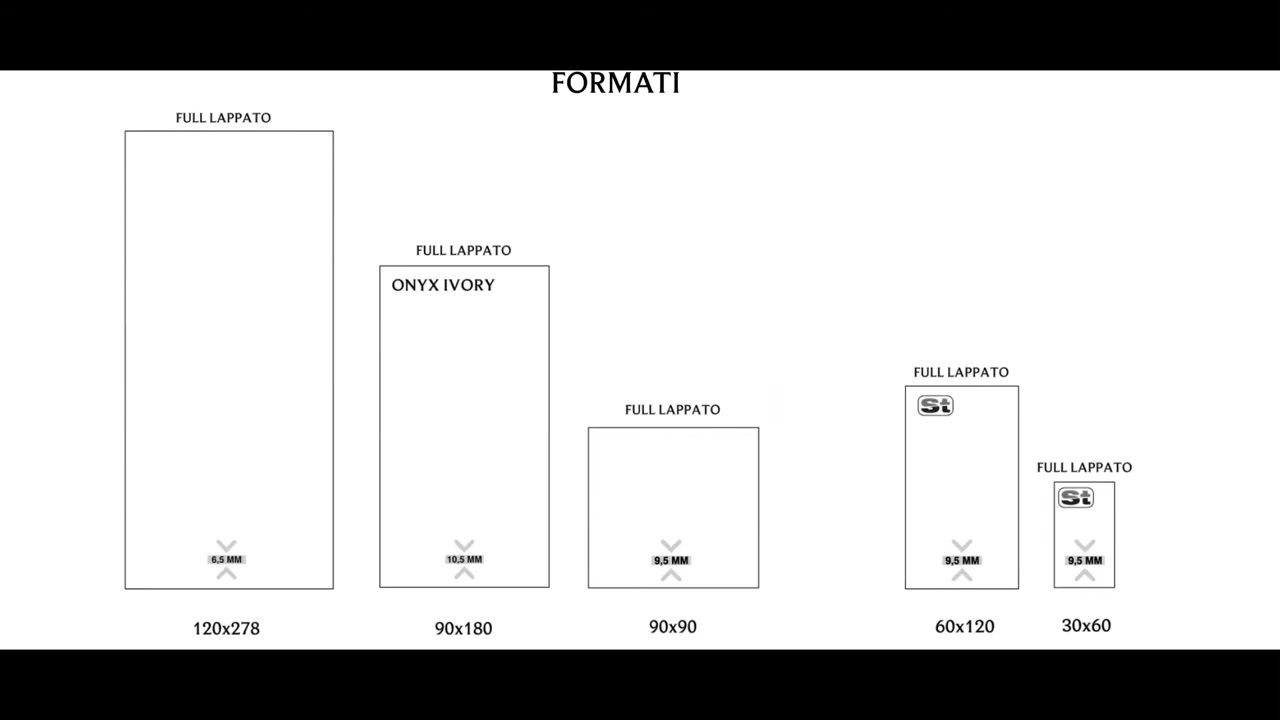 FORMATI
FULL LAPPATO
6,5 MM
120x278
FULL LAPPATO
ONYX IVORY
10,5 MM
90x180
FULL LAPPATO
9,5 MM
90x90
FULL LAPPATO
St
9,5 MM
60x120
FULL LAPPATO
St
9,5 MM
30x60